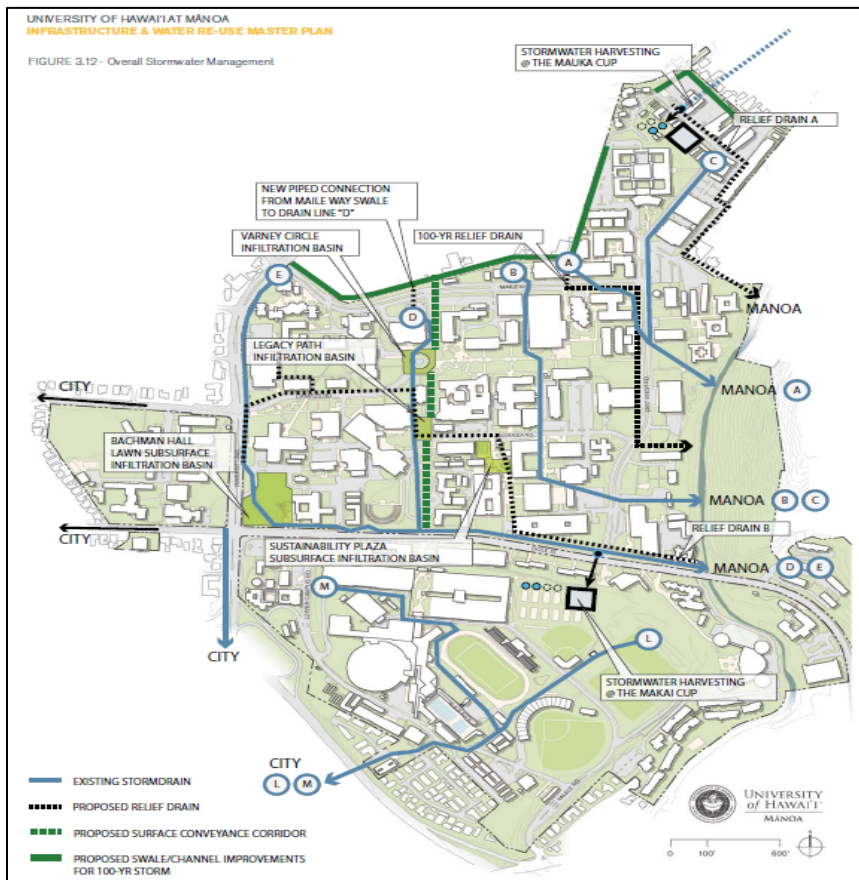 UNIVERSITY OF HAWAI'I AT MĀNOA
INFRASTRUCTURE & WATER RE-USE MASTER PLAN
FIGURE 3.12 - Overall Stormwater Management
STORMWATER HARVESTING
@ THE MAUKA CUP
RELIEF DRAIN A
C
NEW PIPED CONNECTION
FROM MAILE WAY SWALE
TO DRAIN LINE "D"
VARNEY CIRCLE
INFILTRATION BASIN
100-YR RELIEF DRAIN
E
B
A
MAILE WAY
D
MANOA
LEGACY PATH
INFILTRATION BASIN
CITY
MANOA A
BACHMAN HALL
LAWN SUBSURFACE
INFILTRATION BASIN
MANOA B C
CITY
RELIEF DRAIN B
SUSTAINABILITY PLAZA
SUBSURFACE INFILTRATION BASIN
DOLE ST
MANOA D E
M
CITY
L
STORMWATER HARVESTING
@ THE MAKAI CUP
CITY
L M
EXISTING STORMDRAIN
PROPOSED RELIEF DRAIN
PROPOSED SURFACE CONVEYANCE CORRIDOR
PROPOSED SWALE/CHANNEL IMPROVEMENTS
FOR 100-YR STORM
UNIVERSITY
of HAWAI'I
MĀNOA
0 100' 600'